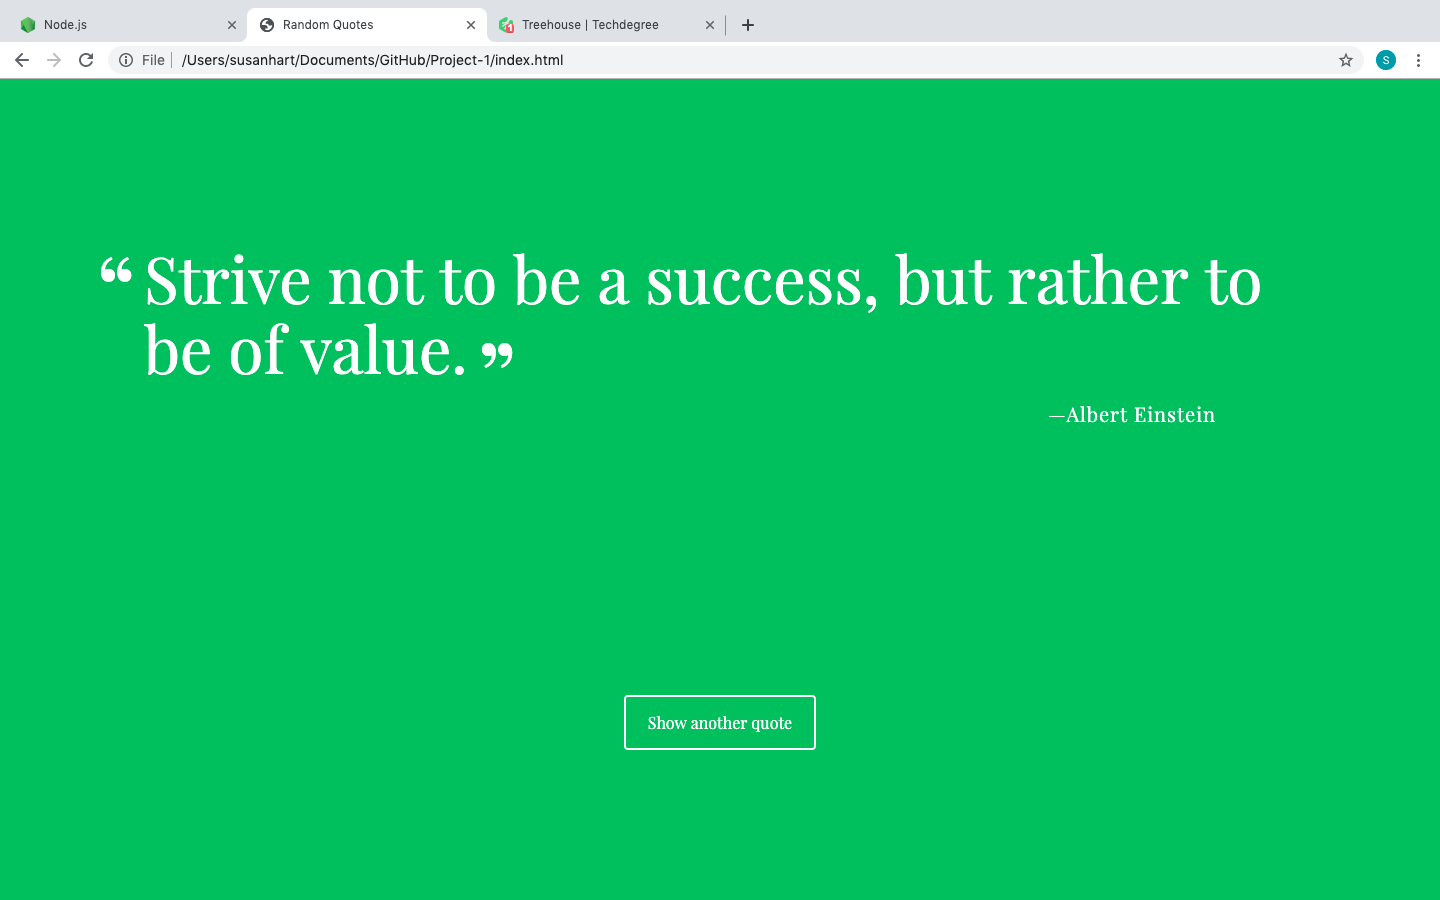 Node.js
Random Quotes
Treehouse | Techdegree
File
/Users/susanhart/Documents/GitHub/Project-1/index.html
S
“ Strive not to be a success, but rather to
be of value. ”
—Albert Einstein
Show another quote